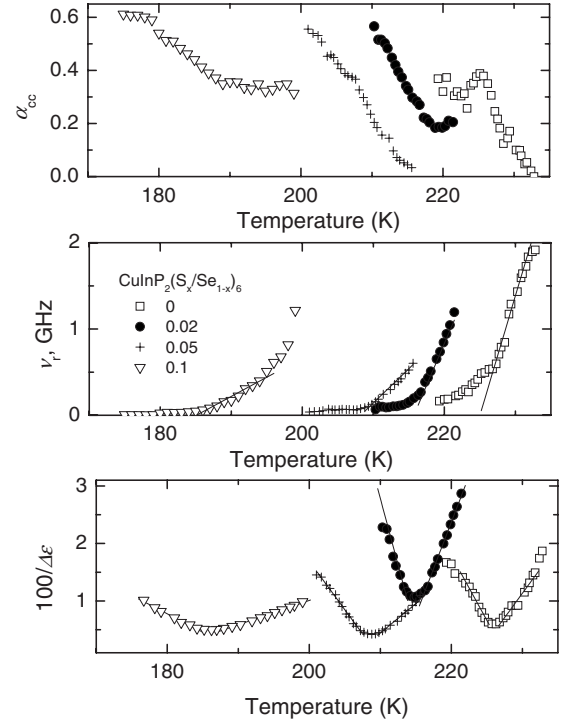 0.6
0.4
0.2
0.0
αcc
180 200 220
Temperature (K)
2
1
0
νr, GHz
CuInP2(Sx/Se1-x)6
0
0.02
0.05
0.1
180 200 220
Temperature (K)
3
2
1
100/Δε
180 200 220
Temperature (K)